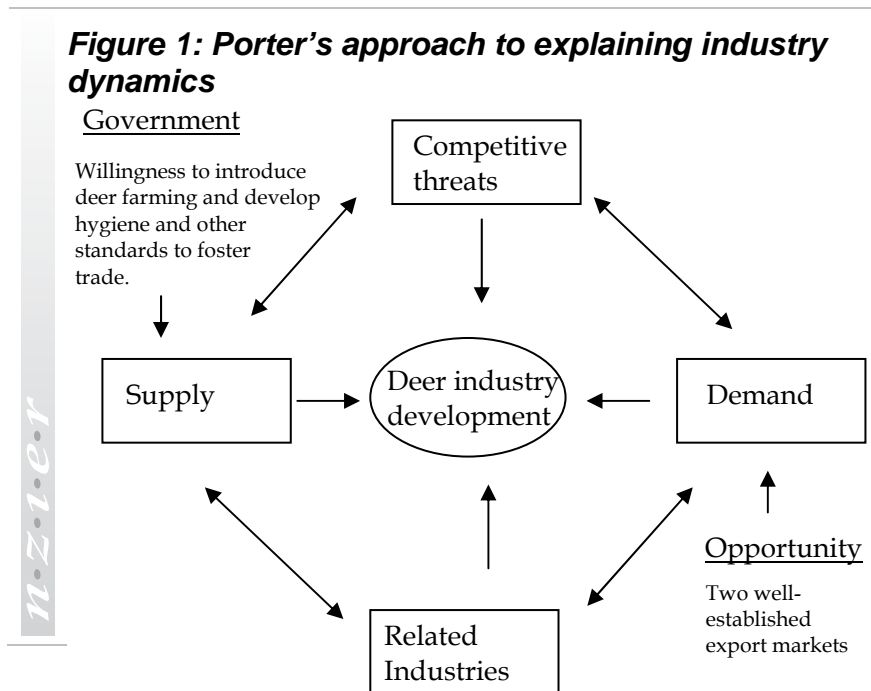 Figure 1: Porter’s approach to explaining industry
dynamics
Government
Willingness to introduce
deer farming and develop
hygiene and other
standards to foster
trade.
Competitive
threats
Supply
Deer industry
development
Demand
Opportunity
Two well-
established
export markets
Related
Industries
n•z•i•e•r